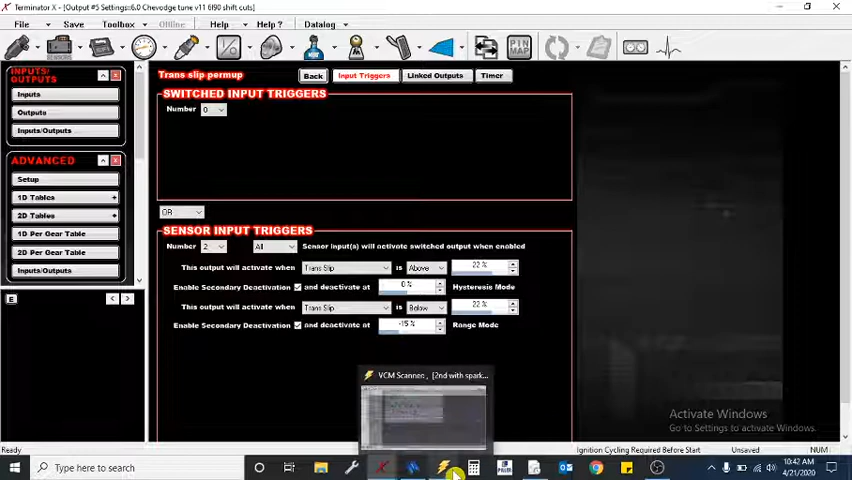 Terminator X - [Output #5 Settings:6.0 Chevodge tune v11 6l90 shift cuts]
File Save Toolbox Offline Help Help ? Datalog
SENSORS
PIN MAP
INPUTS/
OUTPUTS
Inputs
Outputs
Inputs/Outputs
ADVANCED
Setup
1D Tables +
2D Tables +
1D Per Gear Table
2D Per Gear Table
Inputs/Outputs
E
Trans slip permup Back Input Triggers Linked Outputs Timer
SWITCHED INPUT TRIGGERS
Number 0
OR
SENSOR INPUT TRIGGERS
Number 2 All Sensor Input(s) will activate switched output when enabled
This output will activate when Trans Slip is Above 22 %
Enable Secondary Deactivation and deactivate at 0 % Hysteresis Mode
This output will activate when Trans Slip is Below 22 %
Enable Secondary Deactivation and deactivate at -15 % Range Mode
VCM Scanner , [2nd with spark...
Activate Windows
Go to Settings to activate Windows.
Ready Ignition Cycling Required Before Start Unsaved NUM
Type here to search
10:42 AM
4/21/2020